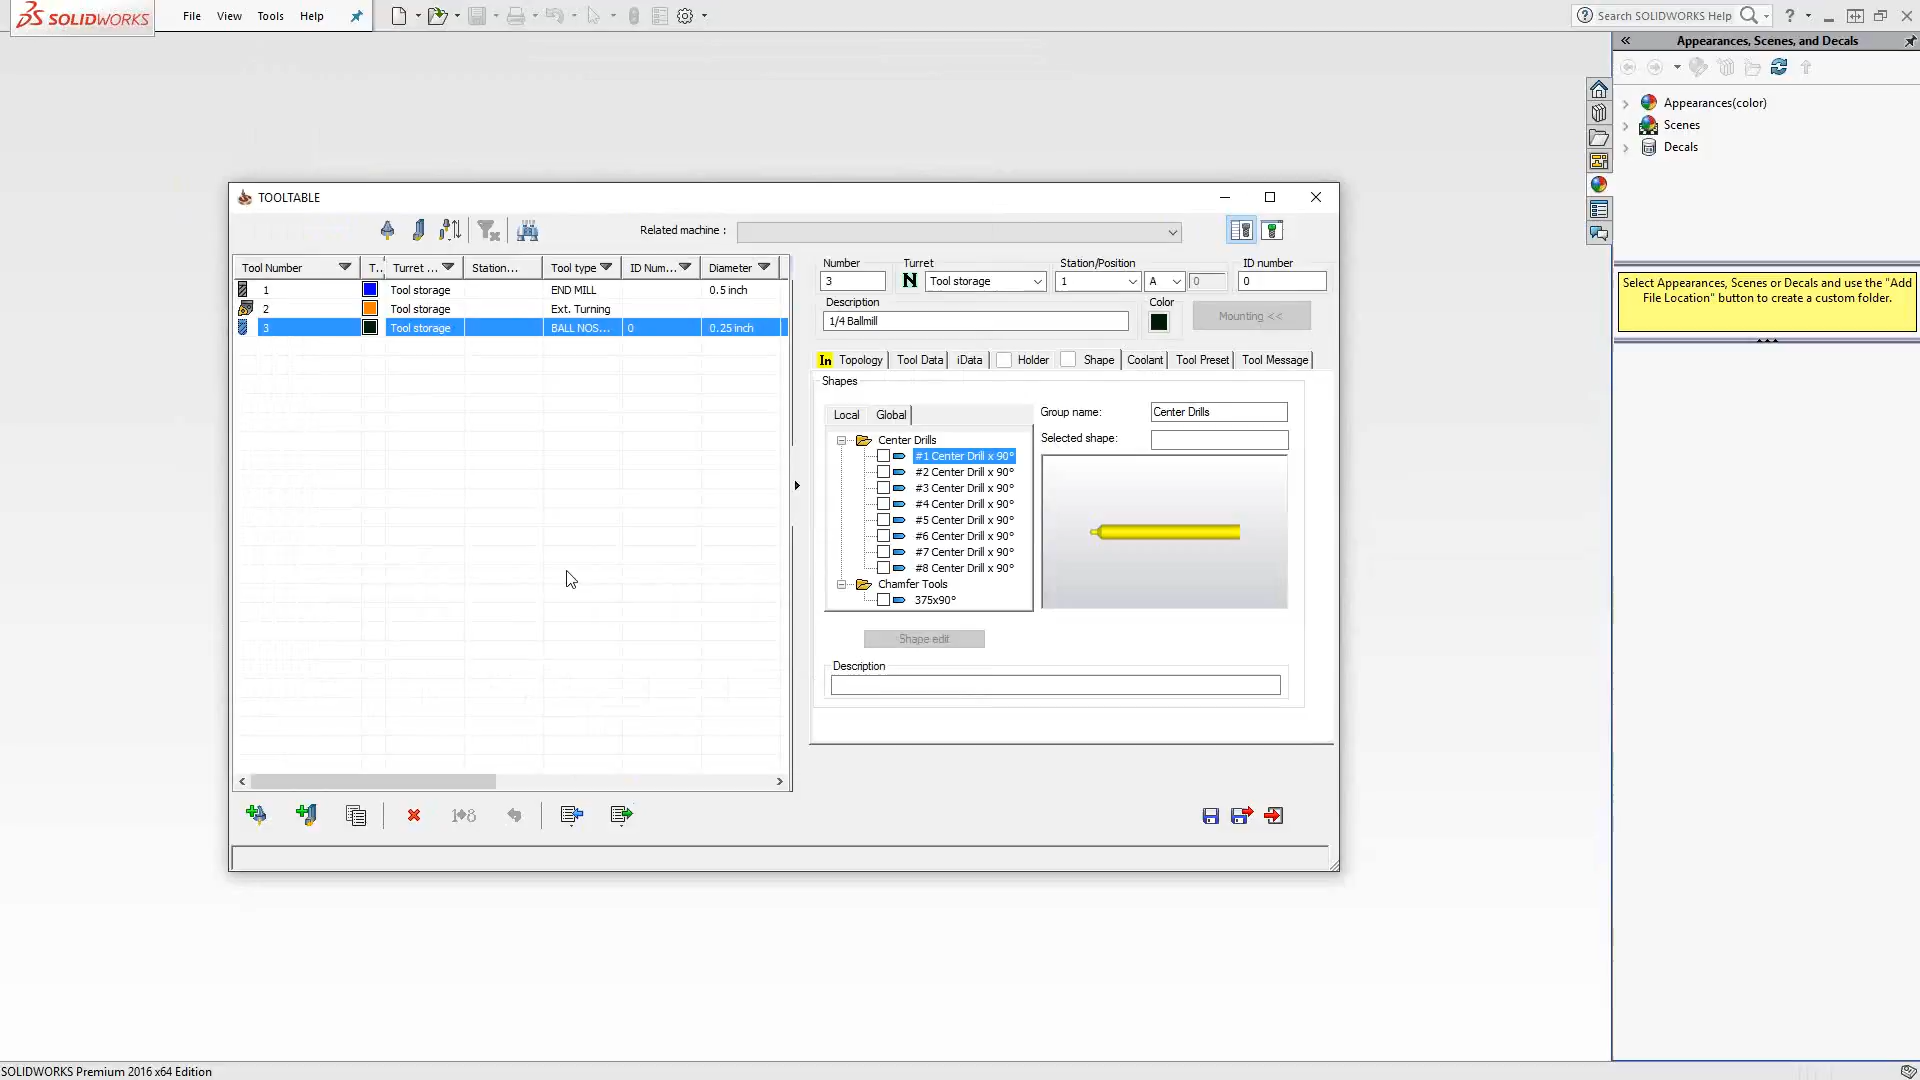 SOLIDWORKS
File View Tools Help
Search SOLIDWORKS Help
Appearances, Scenes, and Decals
Appearances(color)
Scenes
Decals
Select Appearances, Scenes or Decals and use the "Add
File Location" button to create a custom folder.
TOOLTABLE
Related machine :
Tool Number T.. Turret ... Station... Tool type ID Num... Diameter
1 Tool storage END MILL 0.5 inch
2 Tool storage Ext. Turning
3 Tool storage BALL NOS... 0 0.25 inch
Number Turret Station/Position ID number
3 N Tool storage 1 A 0 0
Description Color
1/4 Ballmill Mounting <<
In Topology Tool Data iData Holder Shape Coolant Tool Preset Tool Message
Shapes
Local Global
Group name: Center Drills
Selected shape:
Center Drills
#1 Center Drill x 90°
#2 Center Drill x 90°
#3 Center Drill x 90°
#4 Center Drill x 90°
#5 Center Drill x 90°
#6 Center Drill x 90°
#7 Center Drill x 90°
#8 Center Drill x 90°
Chamfer Tools
375x90°
Shape edit
Description
1→8
SOLIDWORKS Premium 2016 x64 Edition